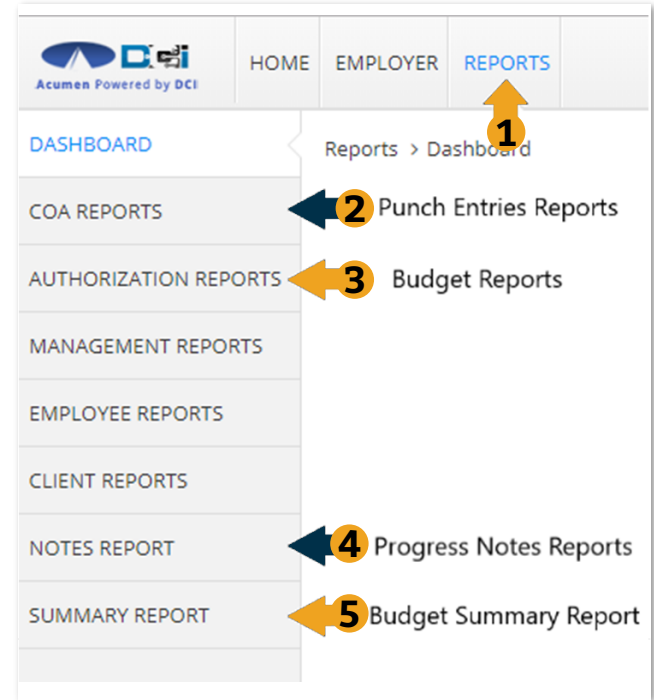 DCI
Acumen Powered by DCI
HOME EMPLOYER REPORTS
1
DASHBOARD
Reports > Dashboard
COA REPORTS
2 Punch Entries Reports
AUTHORIZATION REPORTS
3 Budget Reports
MANAGEMENT REPORTS
EMPLOYEE REPORTS
CLIENT REPORTS
NOTES REPORT
4 Progress Notes Reports
SUMMARY REPORT
5 Budget Summary Report